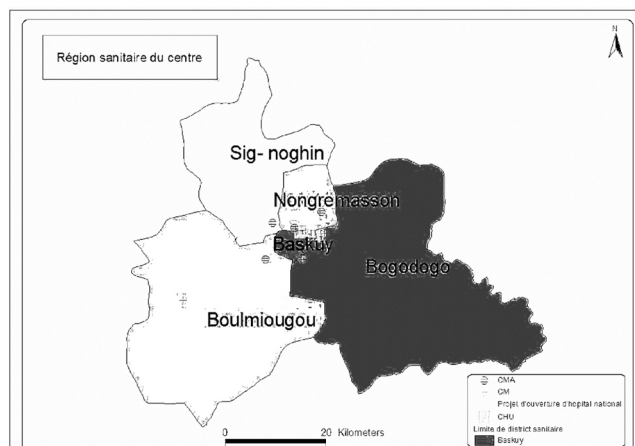 Région sanitaire du centre
N
Sig- noghin
Nongremasson
Baskuy
Bogodogo
Boulmiougou
0 20 Kilometers
CMA
CM
Projet d'ouverture d'hopital national
CHU
Limite de district sanitaire
Baskuy